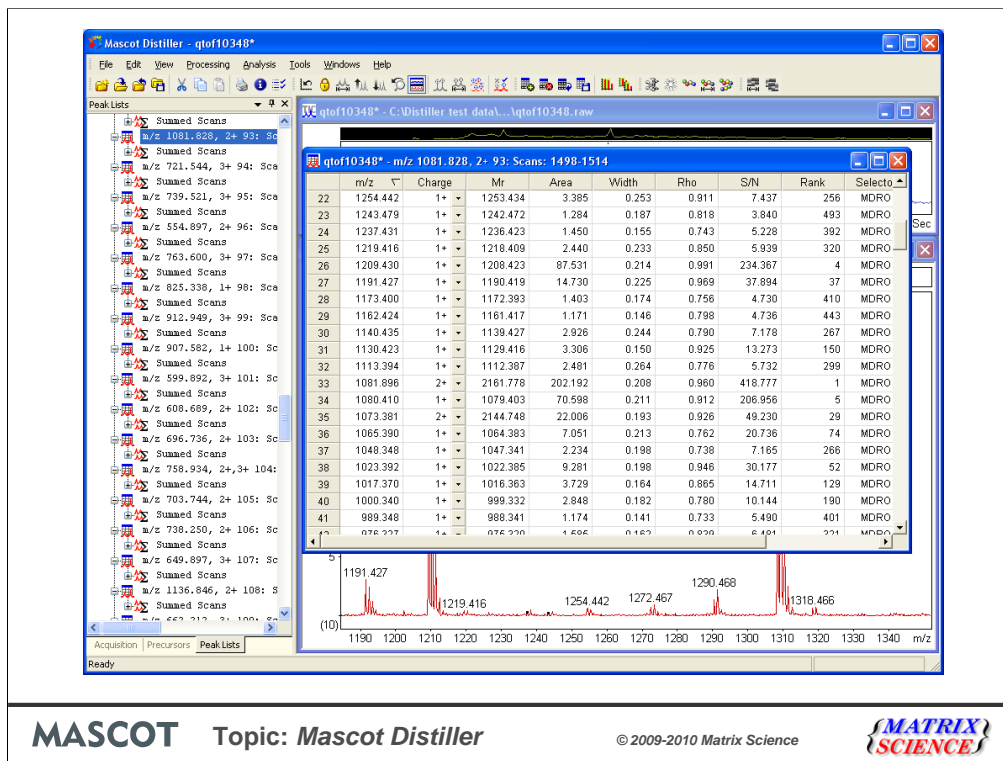 Mascot Distiller - qtof10348*
File Edit View Processing Analysis Tools Windows Help
Peak Lists
Summed Scans
m/z 1081.828, 2+ 93: Sca
Summed Scans
m/z 721.544, 3+ 94: Sca
Summed Scans
m/z 739.521, 3+ 95: Sca
Summed Scans
m/z 554.897, 2+ 96: Sca
Summed Scans
m/z 763.600, 3+ 97: Sca
Summed Scans
m/z 825.338, 1+ 98: Sca
Summed Scans
m/z 912.949, 3+ 99: Sca
Summed Scans
m/z 907.582, 1+ 100: Sc
Summed Scans
m/z 599.892, 3+ 101: Sc
Summed Scans
m/z 608.689, 2+ 102: Sc
Summed Scans
m/z 696.736, 2+ 103: Sc
Summed Scans
m/z 758.934, 2+,3+ 104:
Summed Scans
m/z 703.744, 2+ 105: Sc
Summed Scans
m/z 738.250, 2+ 106: Sc
Summed Scans
m/z 649.897, 3+ 107: Sc
Summed Scans
m/z 1136.846, 2+ 108: S
Summed Scans
Acquisition Precursors Peak Lists
Ready
qtof10348* - C:\Distiller test data\...\qtof10348.raw
Sec
qtof10348* - m/z 1081.828, 2+ 93: Scans: 1498-1514
m/z Charge Mr Area Width Rho S/N Rank Selecto
22 1254.442 1+ 1253.434 3.385 0.253 0.911 7.437 256 MDRO
23 1243.479 1+ 1242.472 1.284 0.187 0.818 3.840 493 MDRO
24 1237.431 1+ 1236.423 1.450 0.155 0.743 5.228 392 MDRO
25 1219.416 1+ 1218.409 2.440 0.233 0.850 5.939 320 MDRO
26 1209.430 1+ 1208.423 87.531 0.214 0.991 234.367 4 MDRO
27 1191.427 1+ 1190.419 14.730 0.225 0.969 37.894 37 MDRO
28 1173.400 1+ 1172.393 1.403 0.174 0.756 4.730 410 MDRO
29 1162.424 1+ 1161.417 1.171 0.146 0.798 4.736 443 MDRO
30 1140.435 1+ 1139.427 2.926 0.244 0.790 7.178 267 MDRO
31 1130.423 1+ 1129.416 3.306 0.150 0.925 13.273 150 MDRO
32 1113.394 1+ 1112.387 2.481 0.264 0.776 5.732 299 MDRO
33 1081.896 2+ 2161.778 202.192 0.208 0.960 418.777 1 MDRO
34 1080.410 1+ 1079.403 70.598 0.211 0.912 206.956 5 MDRO
35 1073.381 2+ 2144.748 22.006 0.193 0.926 49.230 29 MDRO
36 1065.390 1+ 1064.383 7.051 0.213 0.762 20.736 74 MDRO
37 1048.348 1+ 1047.341 2.234 0.198 0.738 7.165 266 MDRO
38 1023.392 1+ 1022.385 9.281 0.198 0.946 30.177 52 MDRO
39 1017.370 1+ 1016.363 3.729 0.164 0.865 14.711 129 MDRO
40 1000.340 1+ 999.332 2.848 0.182 0.780 10.144 190 MDRO
41 989.348 1+ 988.341 1.174 0.141 0.733 5.490 401 MDRO
5
1191.427
1219.416
1254.442
1272.467
1290.468
1318.466
(10)
1190 1200 1210 1220 1230 1240 1250 1260 1270 1280 1290 1300 1310 1320 1330 1340 m/z
MASCOT
Topic: Mascot Distiller
© 2009-2010 Matrix Science
{MATRIX}
{SCIENCE}